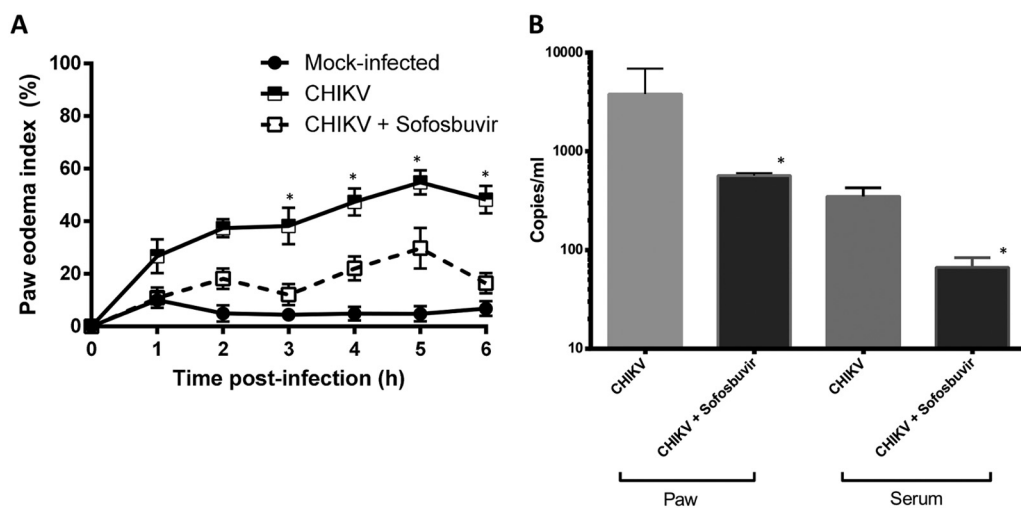 A
Paw eodema index (%)
100
80
60
40
20
0
Mock-infected
CHIKV
CHIKV + Sofosbuvir
*
*
*
*
0 1 2 3 4 5 6
Time post-infection (h)
B
Copies/ml
10000
1000
100
10
*
*
CHIKV
CHIKV + Sofosbuvir
CHIKV
CHIKV + Sofosbuvir
Paw
Serum